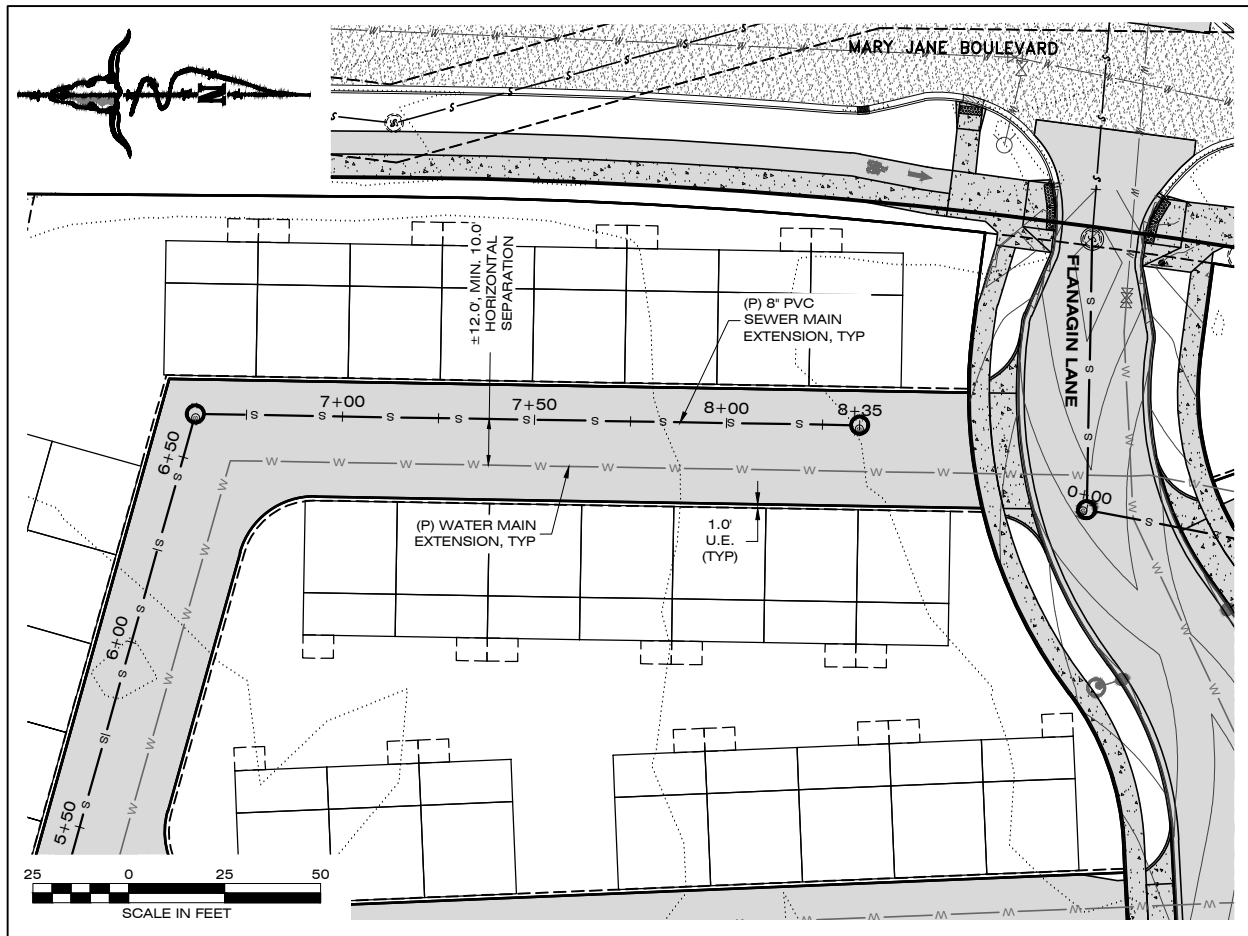 N
MARY JANE BOULEVARD
FLANAGIN LANE
±12.0', MIN. 10.0'
HORIZONTAL
SEPARATION
(P) 8" PVC
SEWER MAIN
EXTENSION, TYP
7+00
7+50
8+00
8+35
6+50
6+00
5+50
0+00
(P) WATER MAIN
EXTENSION, TYP
1.0'
U.E.
(TYP)
25 0 25 50
SCALE IN FEET